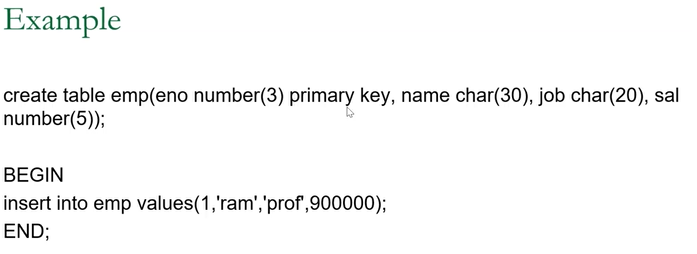 Example
create table emp(eno number(3) primary key, name char(30), job char(20), sal
number(5));
BEGIN
insert into emp values(1,'ram','prof',900000);
END;